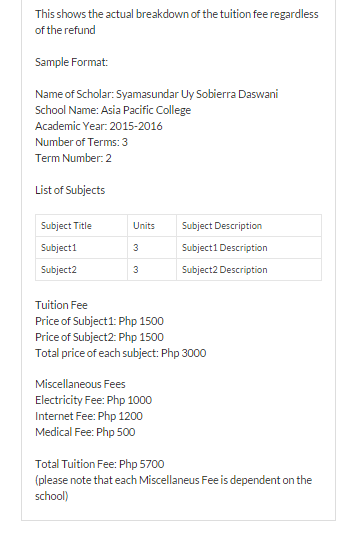 This shows the actual breakdown of the tuition fee regardless
of the refund
Sample Format:
Name of Scholar: Syamasundar Uy Sobierra Daswani
School Name: Asia Pacific College
Academic Year: 2015-2016
Number of Terms: 3
Term Number: 2
List of Subjects
Subject Title Units Subject Description
Subject1 3 Subject1 Description
Subject2 3 Subject2 Description
Tuition Fee
Price of Subject1: Php 1500
Price of Subject2: Php 1500
Total price of each subject: Php 3000
Miscellaneous Fees
Electricity Fee: Php 1000
Internet Fee: Php 1200
Medical Fee: Php 500
Total Tuition Fee: Php 5700
(please note that each Miscellaneus Fee is dependent on the
school)